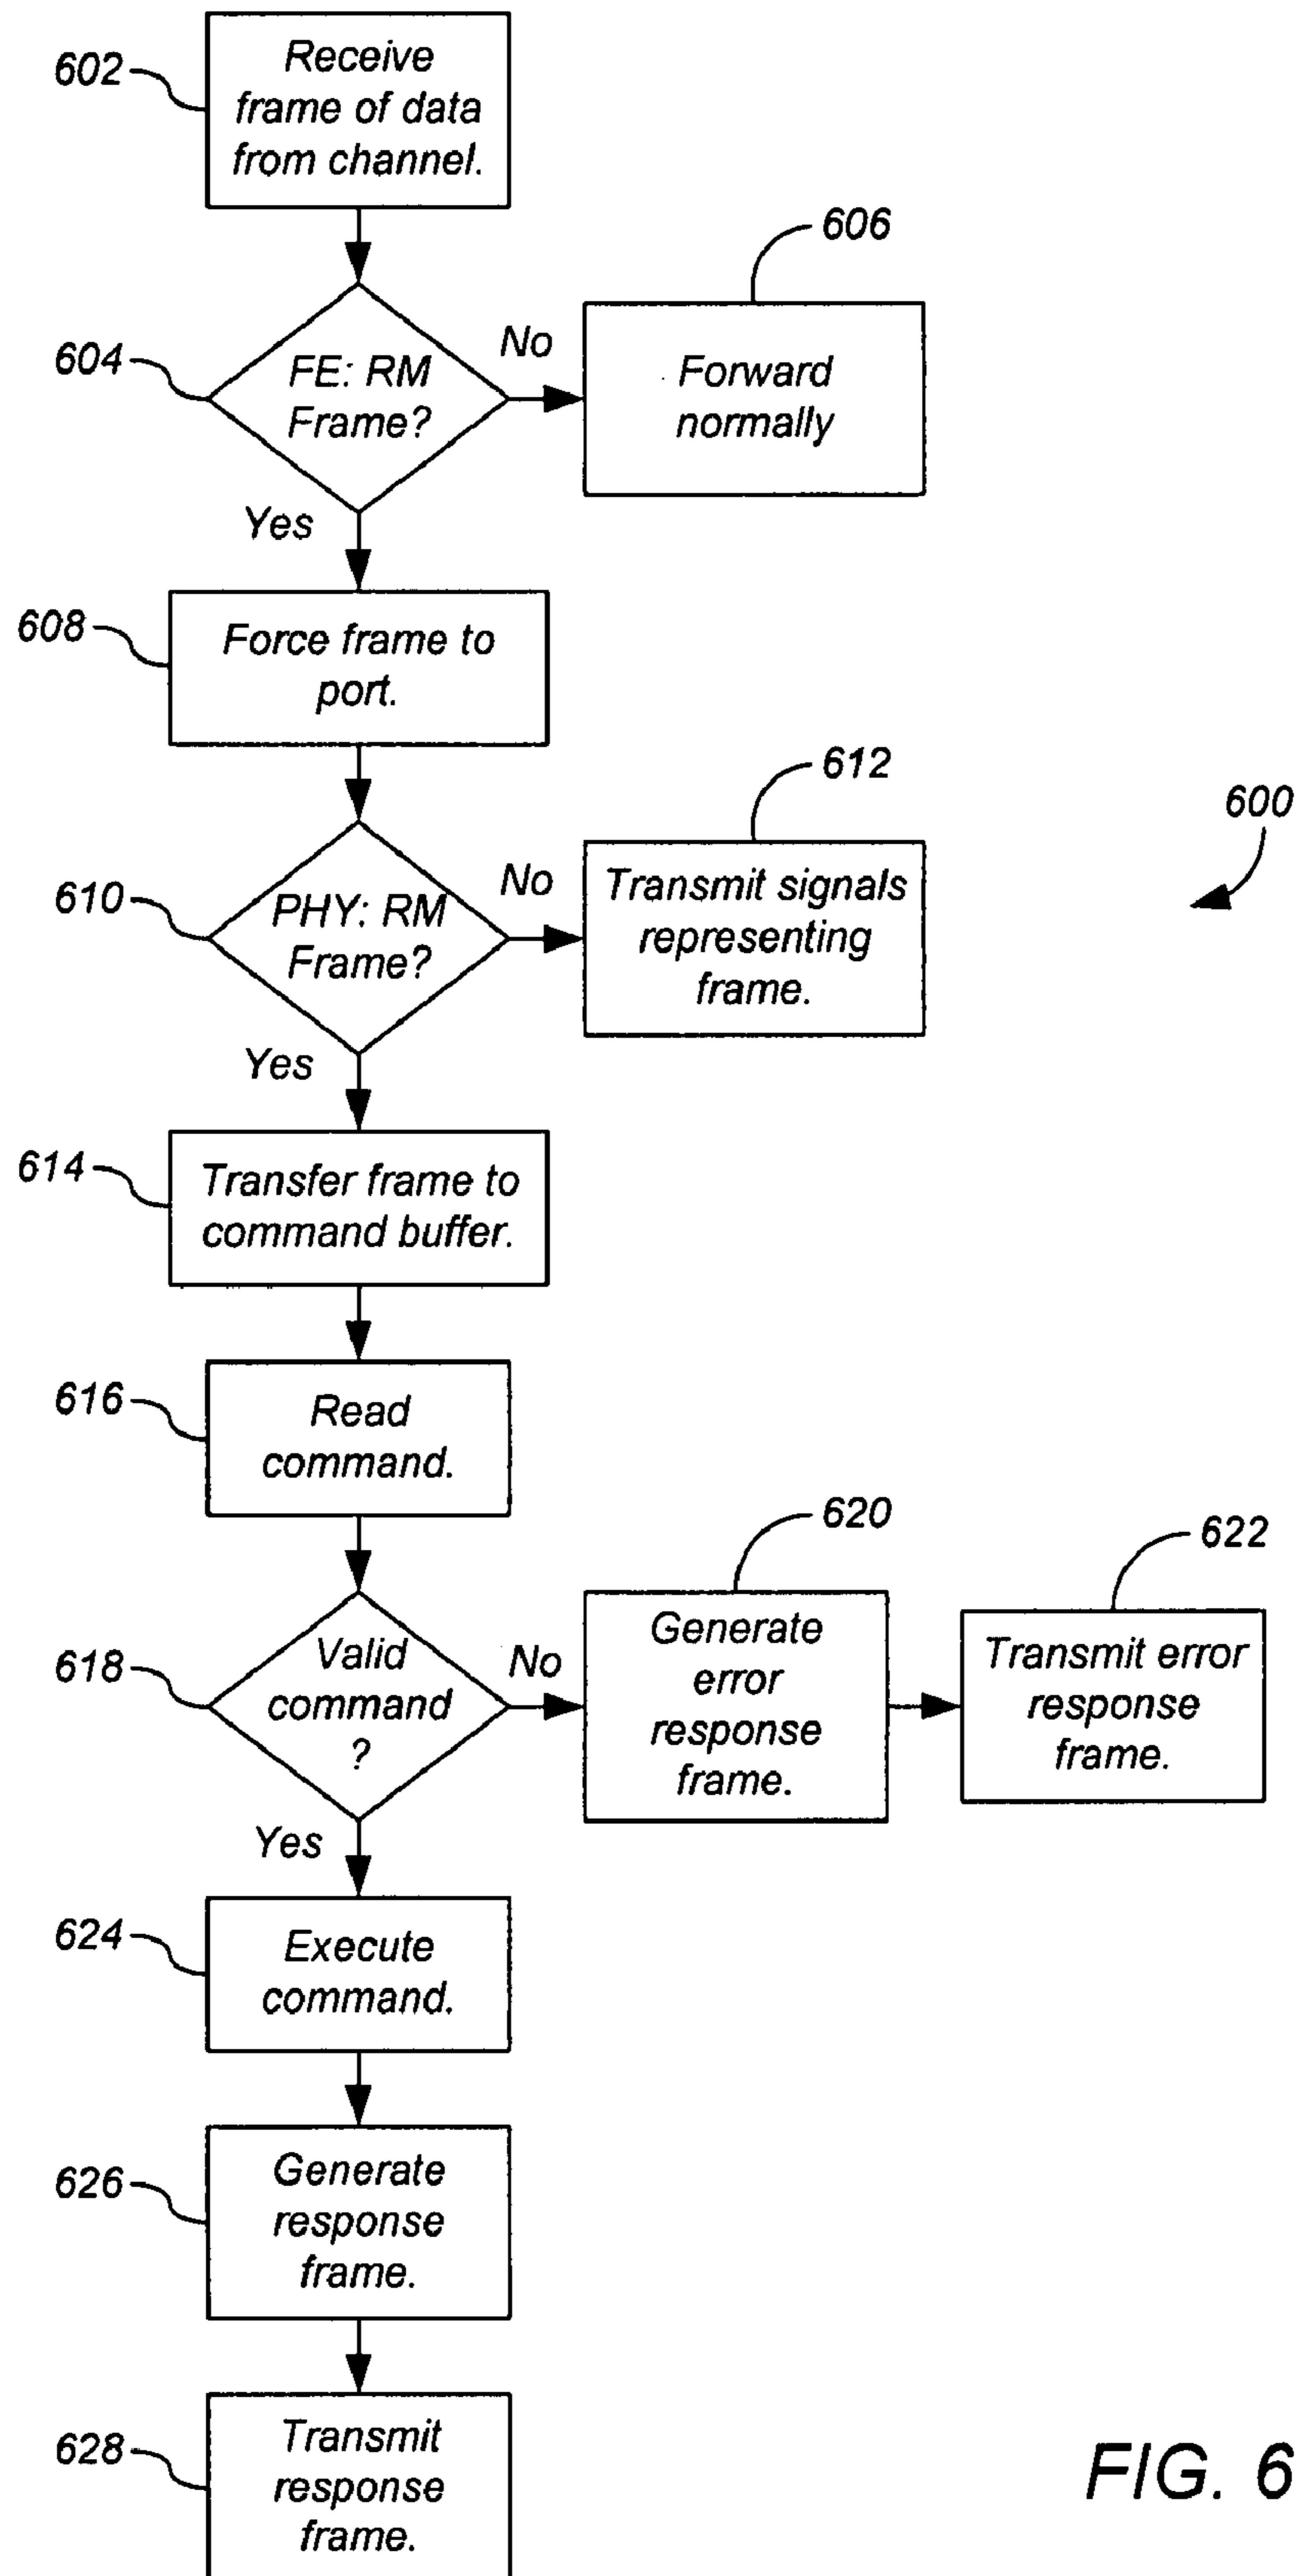 602
Receive
frame of data
from channel.
606
604
FE: RM
Frame?
No
Forward
normally
Yes
608
Force frame to
port.
612
600
610
PHY: RM
Frame?
No
Transmit signals
representing
frame.
Yes
614
Transfer frame to
command buffer.
616
Read
command.
620
622
618
Valid
command
?
No
Generate
error
response
frame.
Transmit error
response
frame.
Yes
624
Execute
command.
626
Generate
response
frame.
628
Transmit
response
frame.
FIG. 6